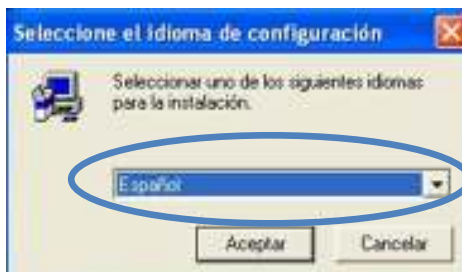 Seleccione el idioma de configuración
Seleccionar uno de los siguientes idiomas
para la instalación.
Español
Aceptar
Cancelar